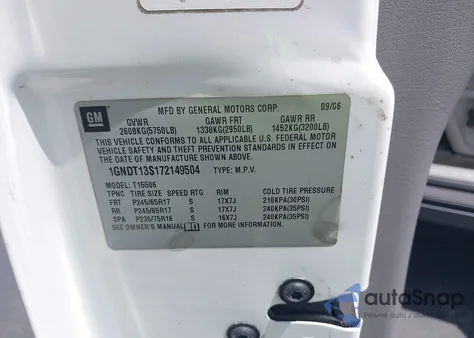 GM
MFD BY GENERAL MOTORS CORP. 09/06
GVWR GAWR FRT GAWR RR
2608KG(5750LB) 1338KG(2950LB) 1452KG(3200LB)
THIS VEHICLE CONFORMS TO ALL APPLICABLE U.S. FEDERAL MOTOR
VEHICLE SAFETY AND THEFT PREVENTION STANDARDS IN EFFECT ON
THE DATE OF MANUFACTURE SHOWN ABOVE.
1GNDT13S172149504 TYPE: M.P.V.
MODEL: T15506
TPNC TIRE SIZE SPEED RTG RIM COLD TIRE PRESSURE
FRT P245/65R17 S 17X7J 210KPA(30PSI)
RR P245/65R17 S 17X7J 240KPA(35PSI)
SPA P235/75R16 S 16X7J 240KPA(35PSI)
SEE OWNER'S MANUAL FOR MORE INFORMATION.
autoSnap
Pewne auto z